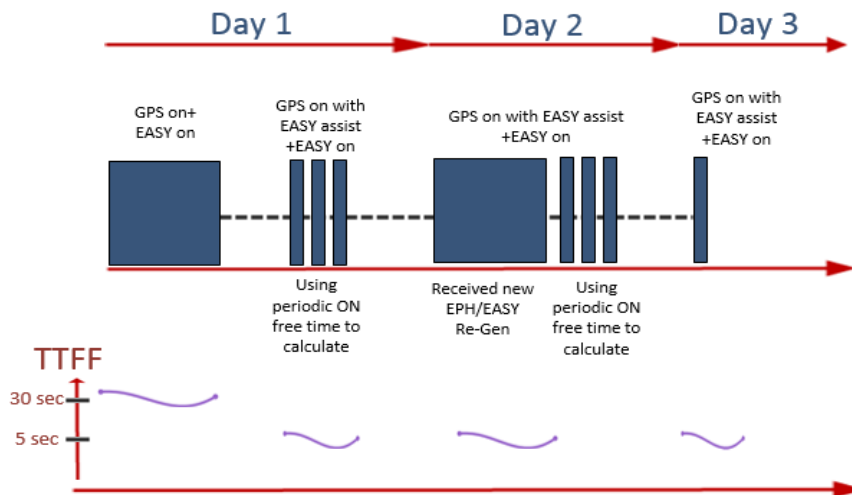 Day 1
Day 2
Day 3
GPS on+
EASY on
GPS on with
EASY assist
+EASY on
GPS on with EASY assist
+EASY on
GPS on with
EASY assist
+EASY on
Using
periodic ON
free time to
calculate
Received new
EPH/EASY
Re-Gen
Using
periodic ON
free time to
calculate
TTFF
30 sec
5 sec